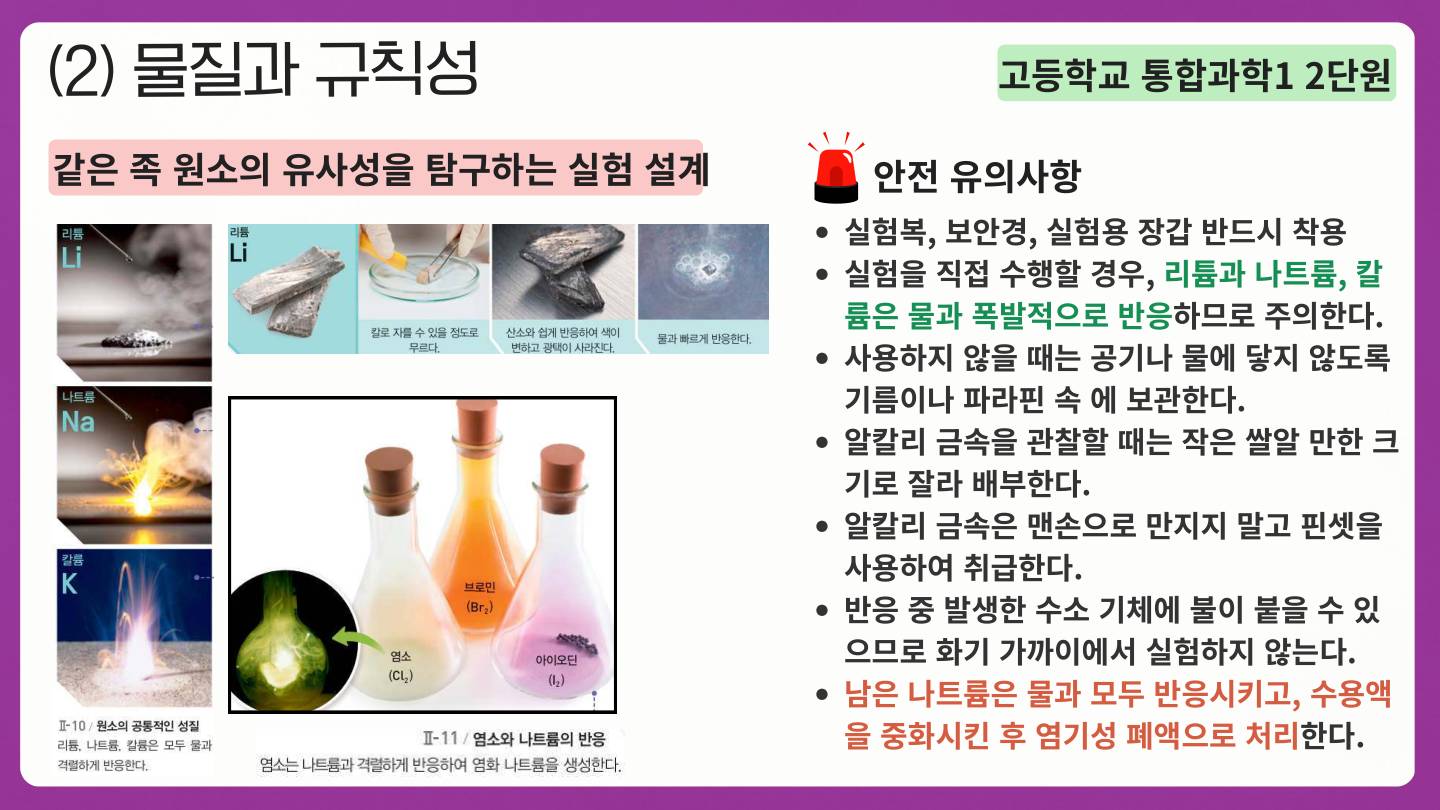 (2) 물질과 규칙성
고등학교 통합과학1 2단원
같은 족 원소의 유사성을 탐구하는 실험 설계
리튬
Li
나트륨
Na
칼륨
K
Ⅱ-10 / 원소의 공통적인 성질
리튬, 나트륨, 칼륨은 모두 물과
격렬하게 반응한다.
리튬
Li
칼로 자를 수 있을 정도로
무르다.
산소와 쉽게 반응하여 색이
변하고 광택이 사라진다.
물과 빠르게 반응한다.
브로민
(Br₂)
염소
(Cl₂)
아이오딘
(I₂)
Ⅱ-11 / 염소와 나트륨의 반응
염소는 나트륨과 격렬하게 반응하여 염화 나트륨을 생성한다.
안전 유의사항
• 실험복, 보안경, 실험용 장갑 반드시 착용
• 실험을 직접 수행할 경우, 리튬과 나트륨, 칼
륨은 물과 폭발적으로 반응하므로 주의한다.
• 사용하지 않을 때는 공기나 물에 닿지 않도록
기름이나 파라핀 속 에 보관한다.
• 알칼리 금속을 관찰할 때는 작은 쌀알 만한 크
기로 잘라 배부한다.
• 알칼리 금속은 맨손으로 만지지 말고 핀셋을
사용하여 취급한다.
• 반응 중 발생한 수소 기체에 불이 붙을 수 있
으므로 화기 가까이에서 실험하지 않는다.
• 남은 나트륨은 물과 모두 반응시키고, 수용액
을 중화시킨 후 염기성 폐액으로 처리한다.